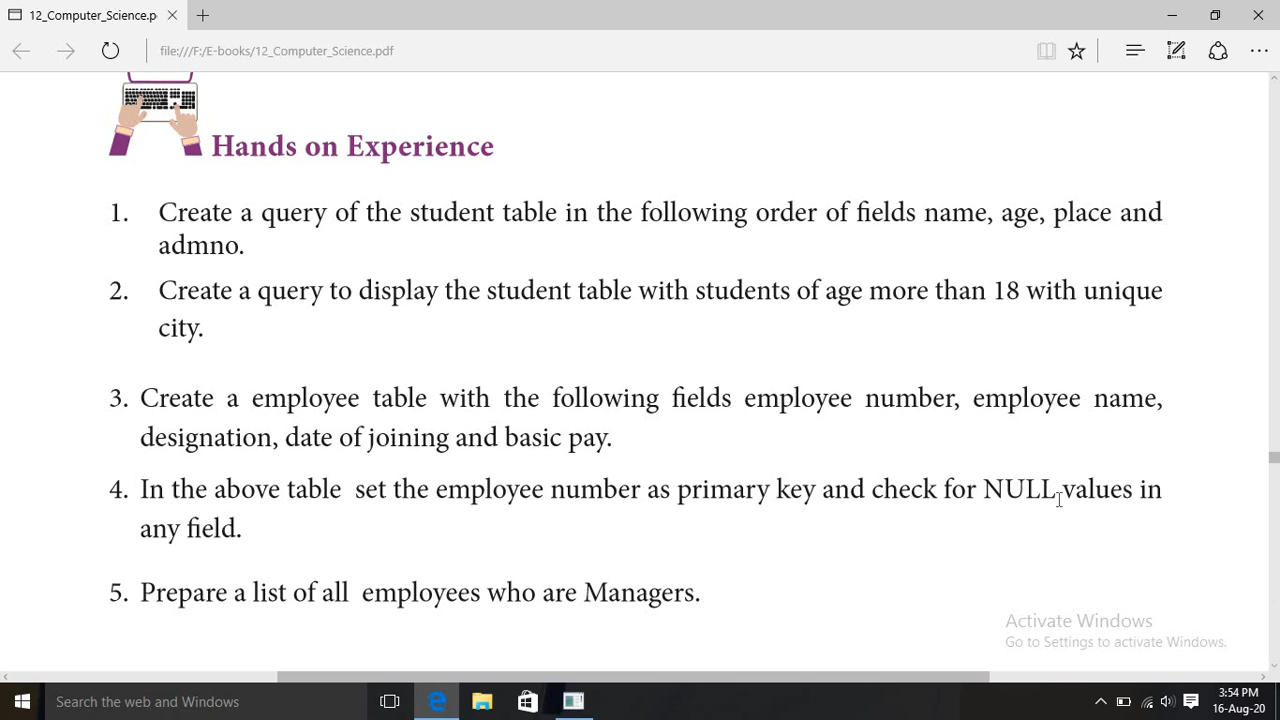 12_Computer_Science.p
file:///F:/E-books/12_Computer_Science.pdf
Hands on Experience
1. Create a query of the student table in the following order of fields name, age, place and
admno.
2. Create a query to display the student table with students of age more than 18 with unique
city.
3. Create a employee table with the following fields employee number, employee name,
designation, date of joining and basic pay.
4. In the above table set the employee number as primary key and check for NULL values in
any field.
5. Prepare a list of all employees who are Managers.
Activate Windows
Go to Settings to activate Windows.
Search the web and Windows
3:54 PM
16-Aug-20